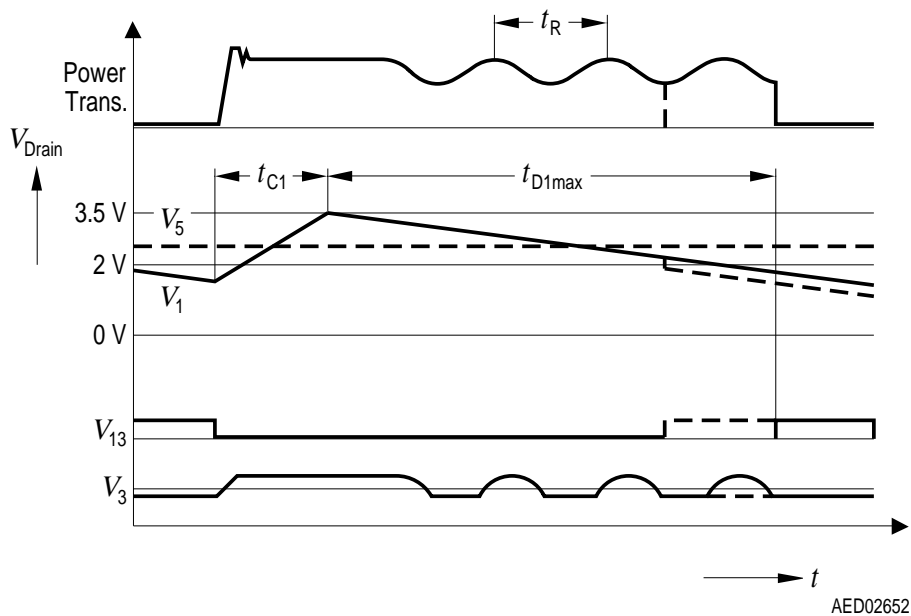 t_R
Power
Trans.
V_Drain
t_C1
t_D1max
3.5 V
V_5
2 V
V_1
0 V
V_13
V_3
t
AED02652